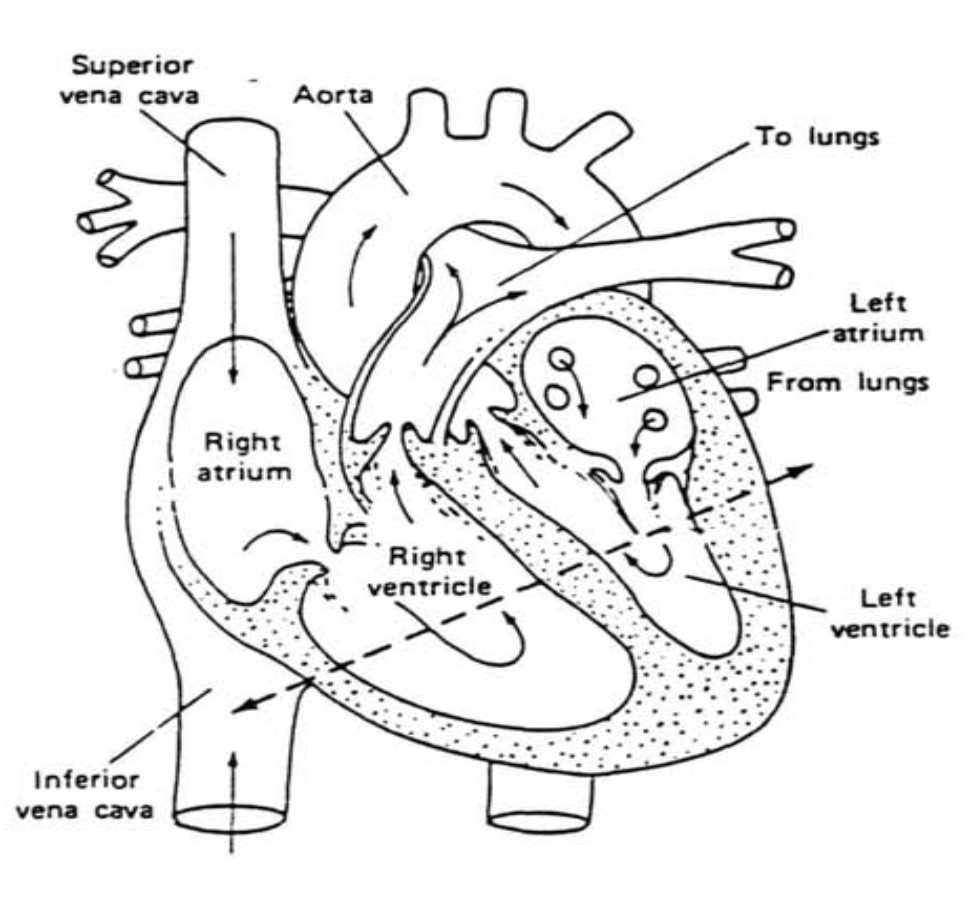 Superior
vena cava
Aorta
To lungs
Left
atrium
From lungs
Right
atrium
Right
ventricle
Left
ventricle
Inferior
vena cava